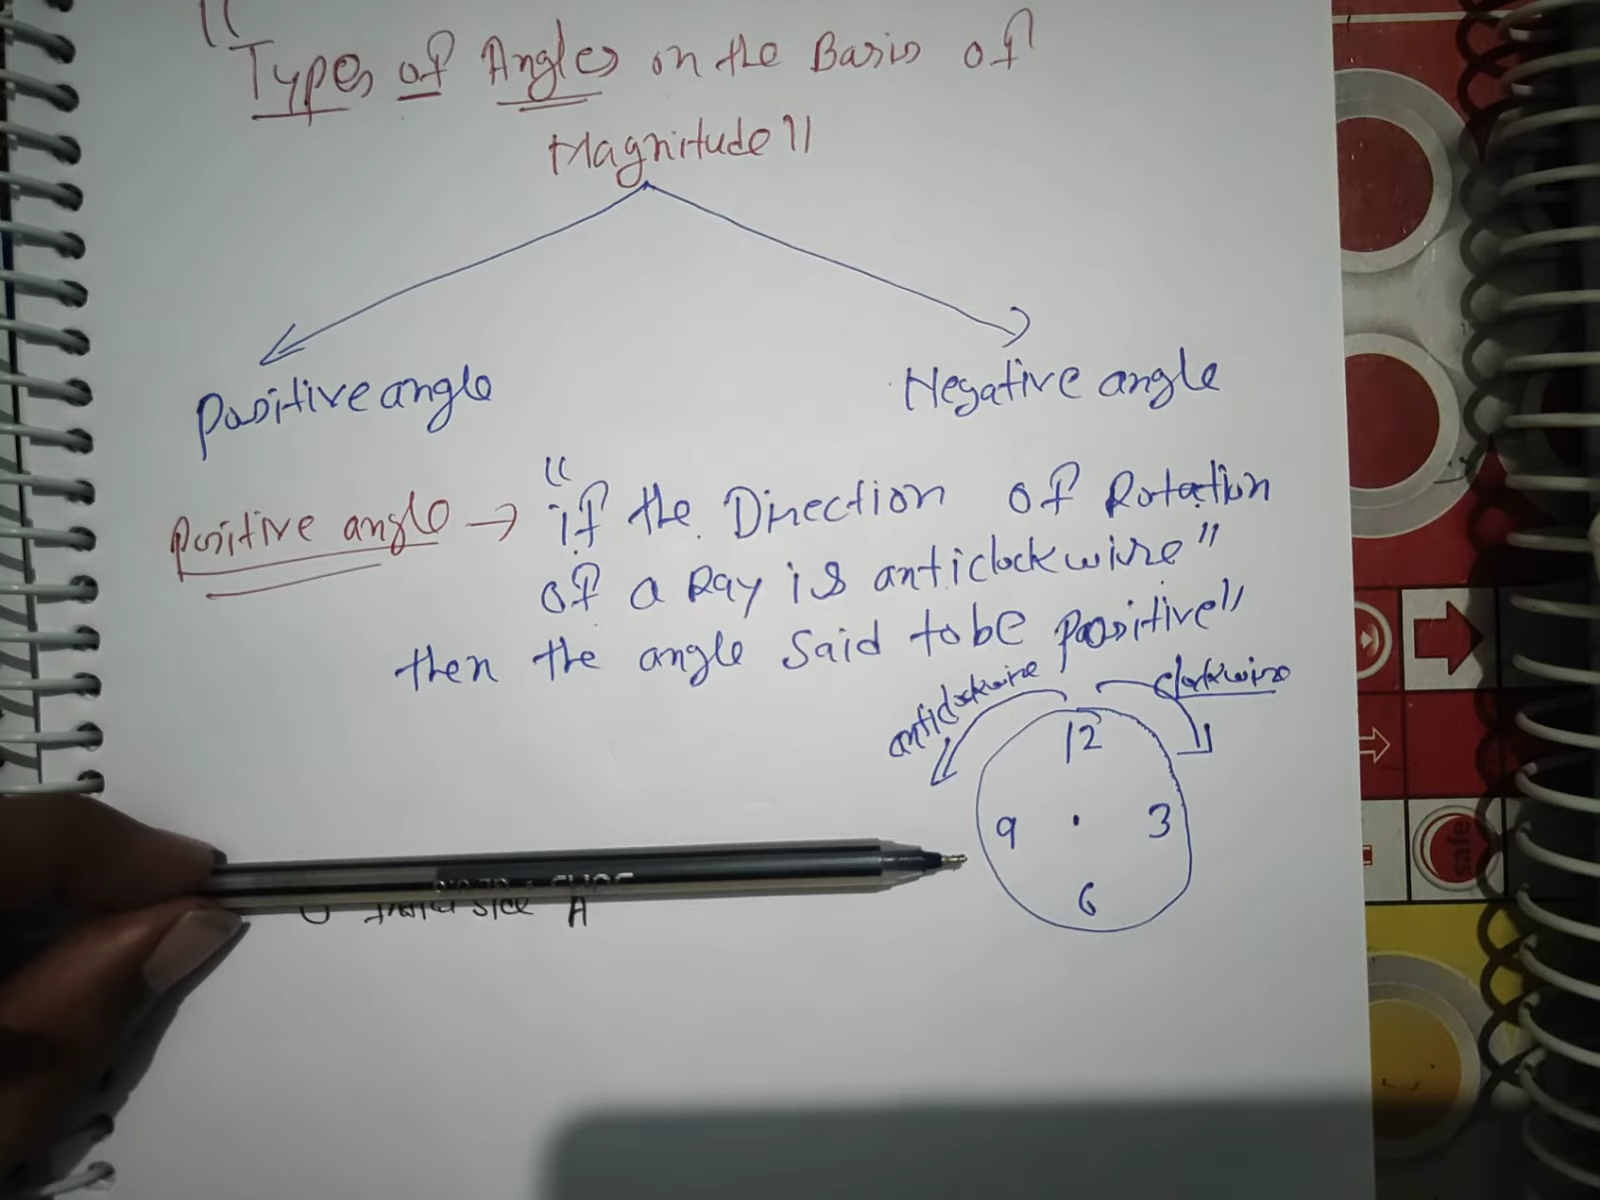 "Types of Angles on the Basis of
Magnitude"
Positive angle
Negative angle
Positive angle → "if the Direction of Rotation
of a Ray is anticlockwise"
then the angle said to be positive"
anticlockwise
clockwise
12
9
3
6
safe